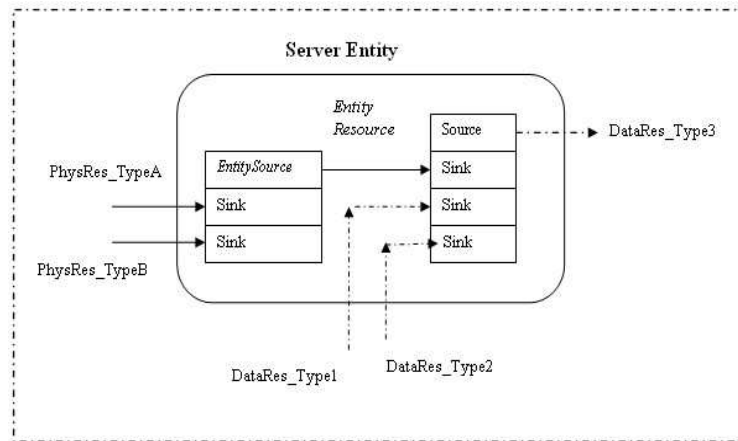 Server Entity
Entity
Resource
Source
DataRes_Type3
EntitySource
Sink
PhysRes_TypeA
Sink
Sink
Sink
Sink
PhysRes_TypeB
DataRes_Type1
DataRes_Type2